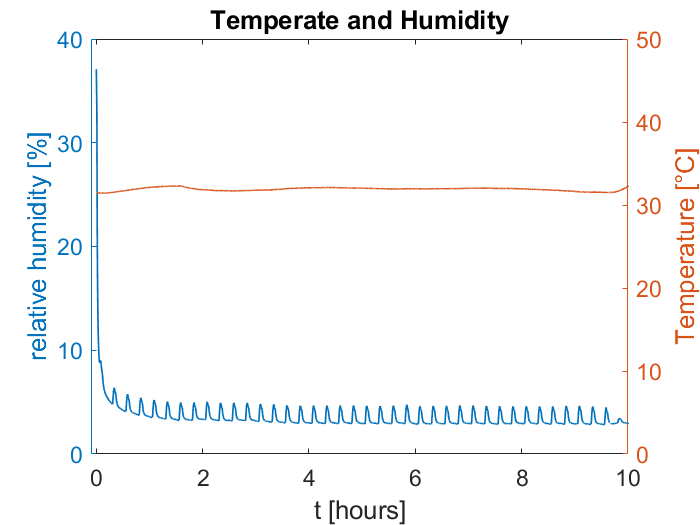 Temperate and Humidity
40
30
20
10
0
relative humidity [%]
50
40
30
20
10
0
Temperature [°C]
0 2 4 6 8 10
t [hours]